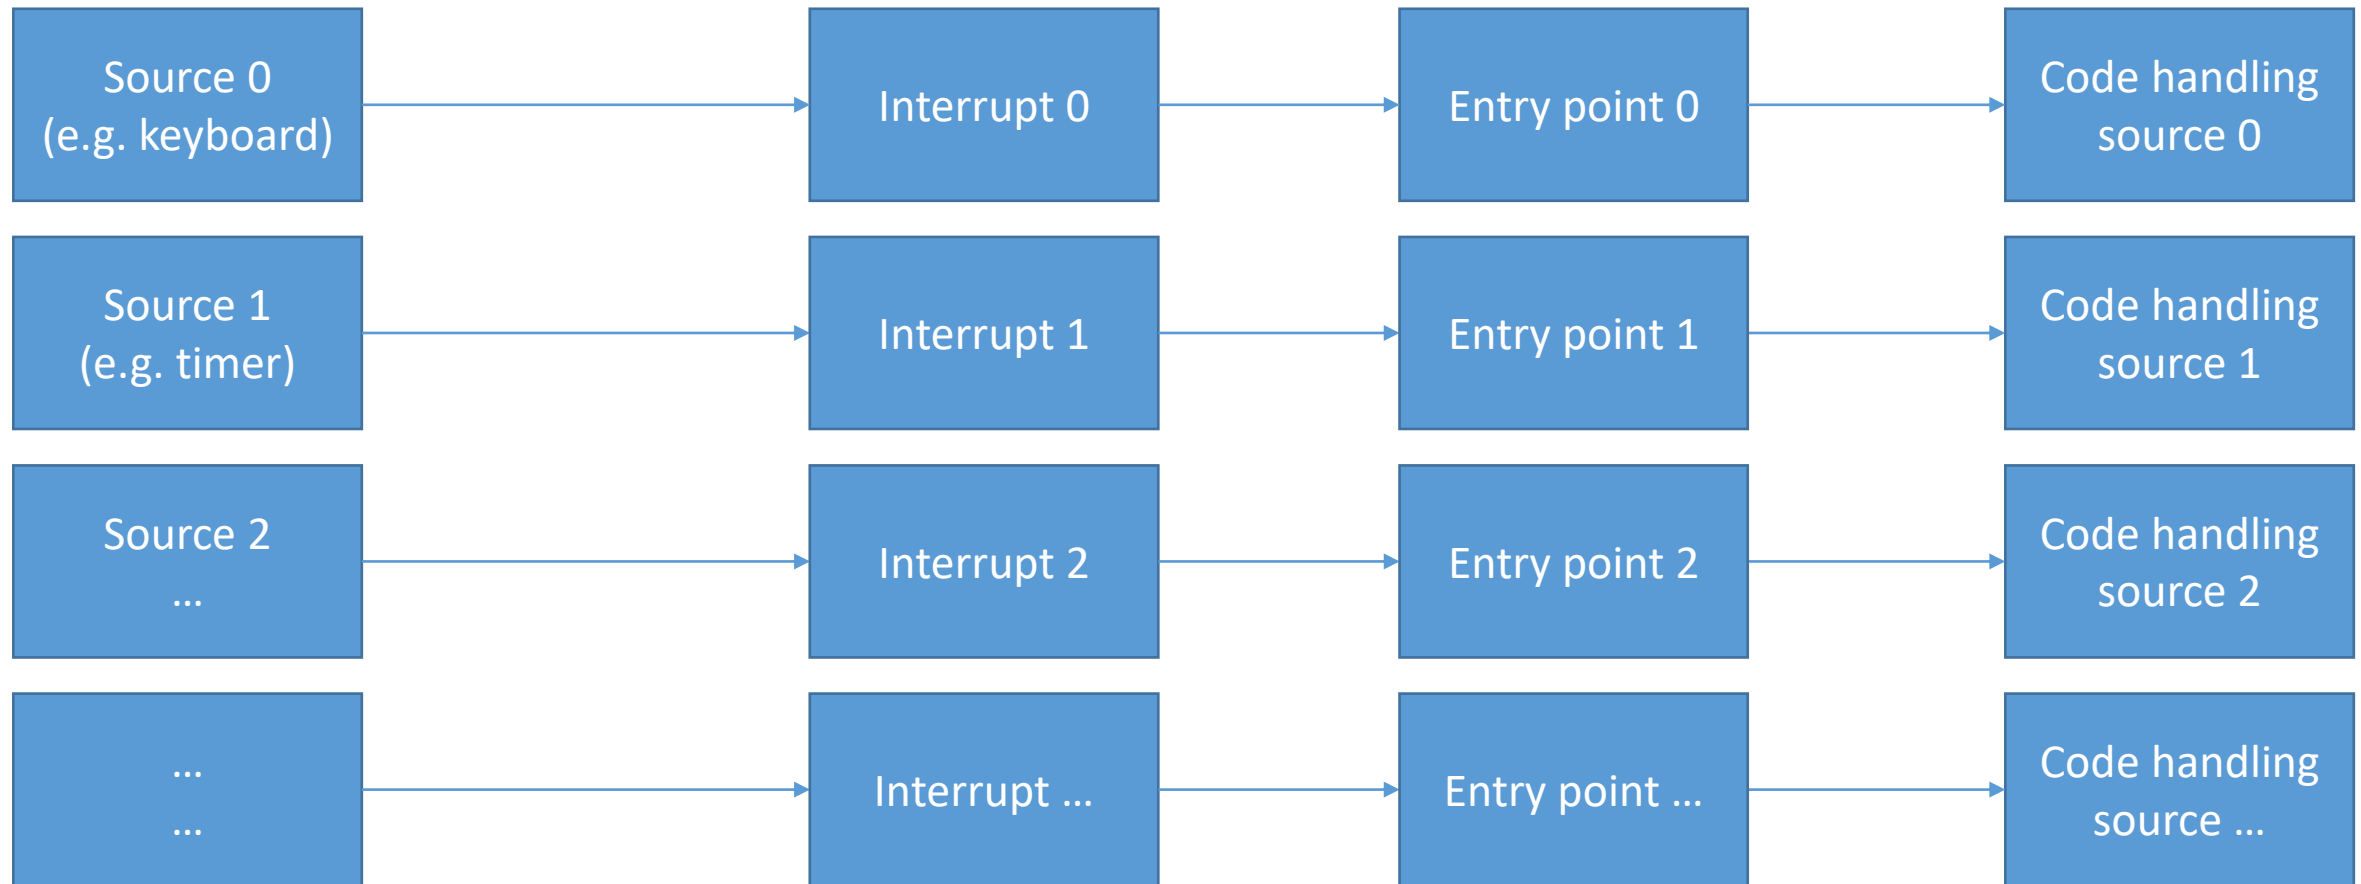 Source 0
(e.g. keyboard)
Interrupt 0
Entry point 0
Code handling
source 0
Source 1
(e.g. timer)
Interrupt 1
Entry point 1
Code handling
source 1
Source 2
...
Interrupt 2
Entry point 2
Code handling
source 2
...
...
Interrupt ...
Entry point ...
Code handling
source ...